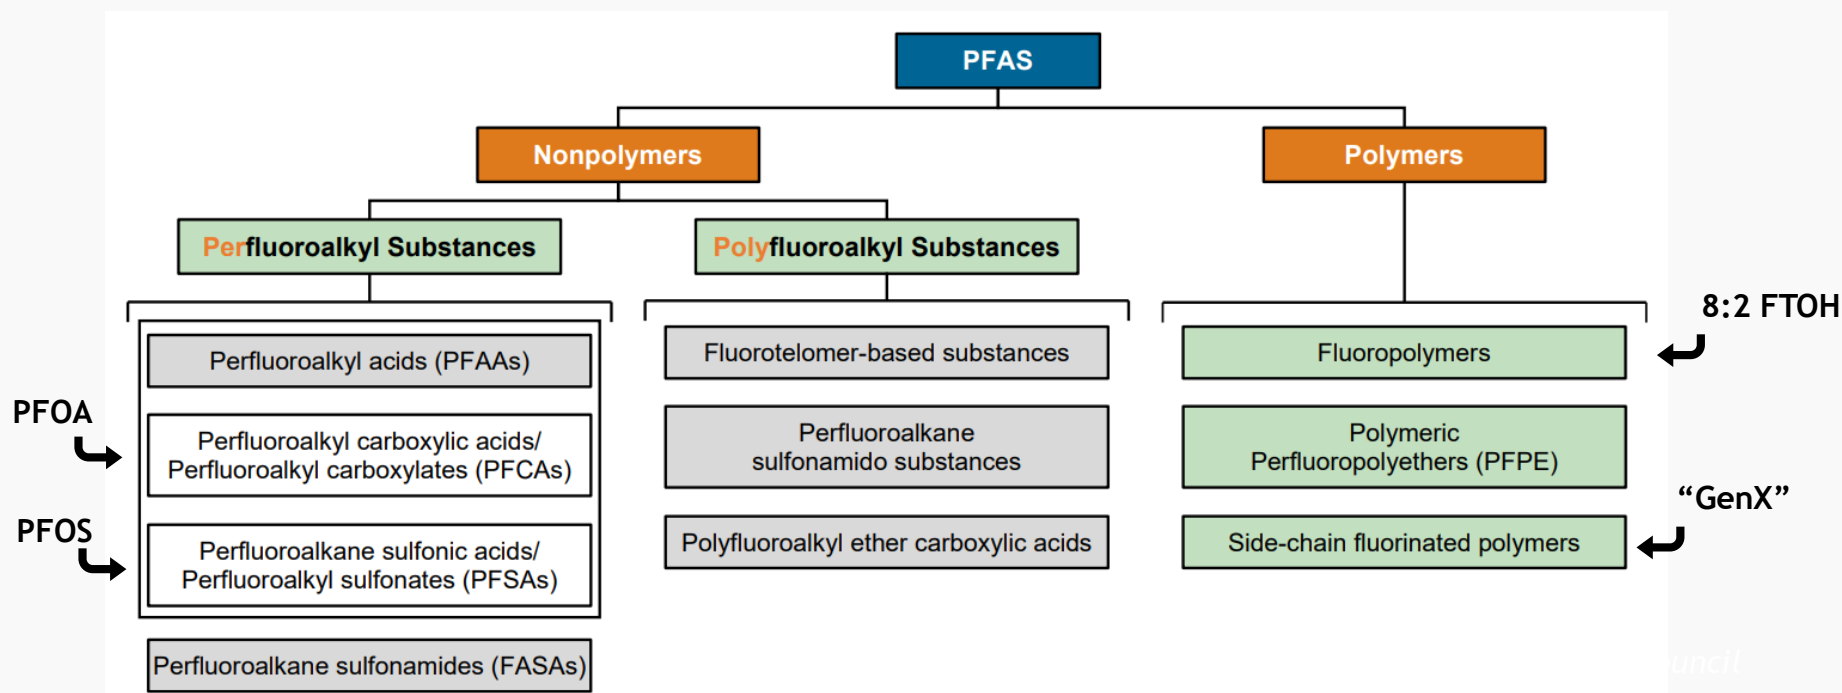 PFAS
Nonpolymers
Polymers
Perfluoroalkyl Substances
Polyfluoroalkyl Substances
Perfluoroalkyl acids (PFAAs)
Perfluoroalkyl carboxylic acids/
Perfluoroalkyl carboxylates (PFCAs)
Perfluoroalkane sulfonic acids/
Perfluoroalkyl sulfonates (PFSAs)
Perfluoroalkane sulfonamides (FASAs)
PFOA
PFOS
Fluorotelomer-based substances
Perfluoroalkane
sulfonamido substances
Polyfluoroalkyl ether carboxylic acids
Fluoropolymers
Polymeric
Perfluoropolyethers (PFPE)
Side-chain fluorinated polymers
8:2 FTOH
“GenX”